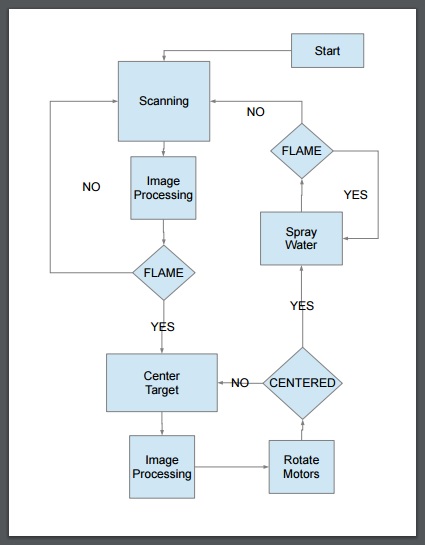 Start
Scanning
NO
FLAME
NO
Image
Processing
YES
Spray
Water
FLAME
YES
YES
Center
Target
NO
CENTERED
Image
Processing
Rotate
Motors